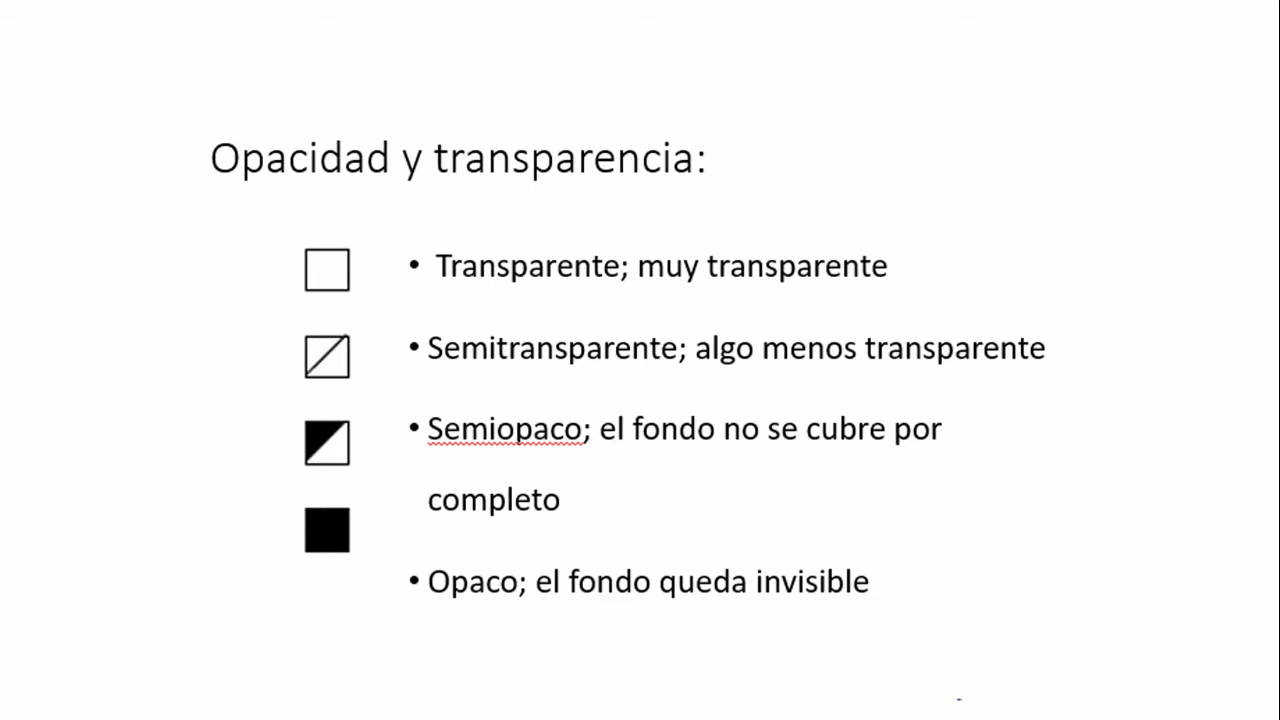 Opacidad y transparencia:
• Transparente; muy transparente
• Semitransparente; algo menos transparente
• Semiopaco; el fondo no se cubre por
completo
• Opaco; el fondo queda invisible